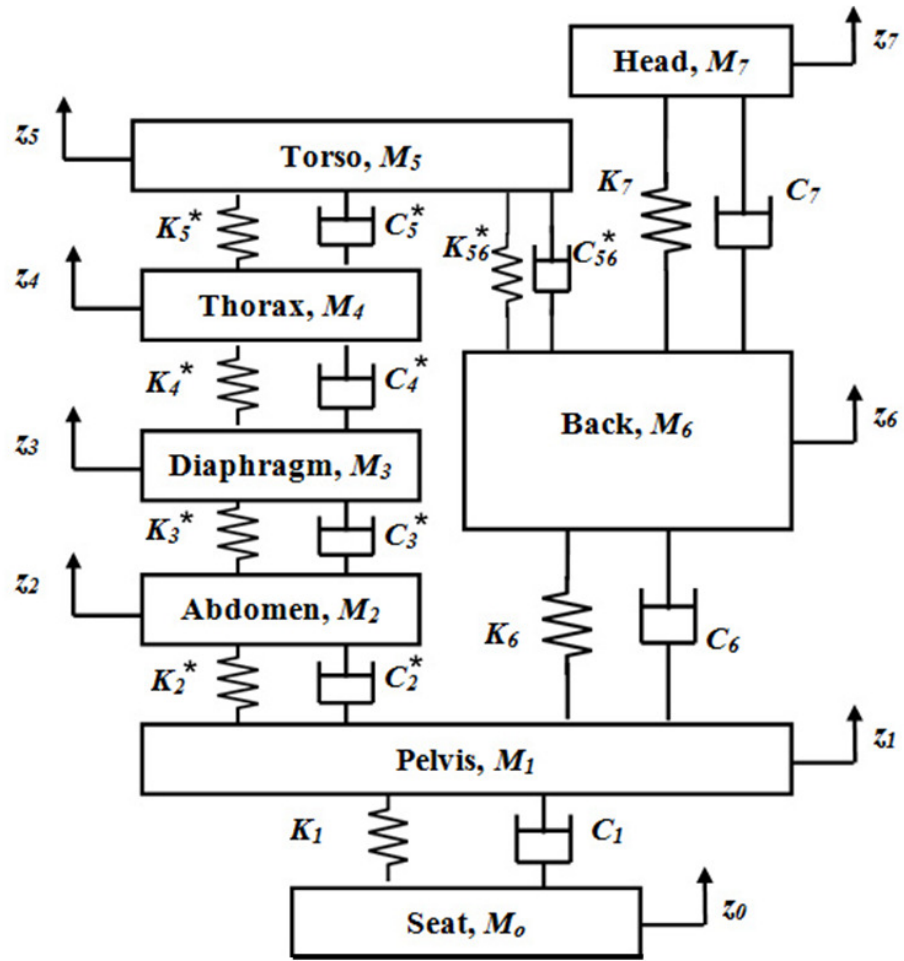 Head, M7
z7
z5
Torso, M5
K7
C7
K5*
C5*
K56*
C56*
z4
Thorax, M4
K4*
C4*
z3
Diaphragm, M3
Back, M6
z6
K3*
C3*
z2
Abdomen, M2
K2*
C2*
K6
C6
Pelvis, M1
z1
K1
C1
Seat, Mo
z0